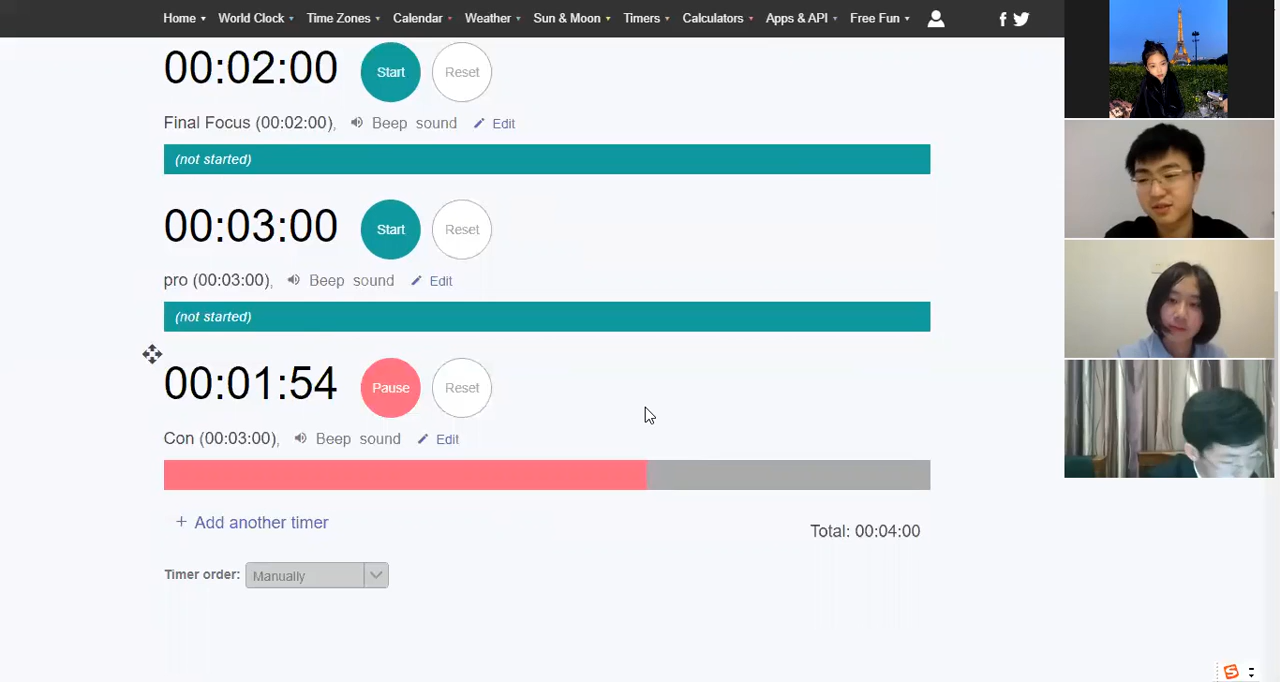 Home World Clock Time Zones Calendar Weather Sun & Moon Timers Calculators Apps & API Free Fun
00:02:00 Start Reset
Final Focus (00:02:00), Beep sound Edit
(not started)
00:03:00 Start Reset
pro (00:03:00), Beep sound Edit
(not started)
00:01:54 Pause Reset
Con (00:03:00), Beep sound Edit
+ Add another timer
Total: 00:04:00
Timer order: Manually